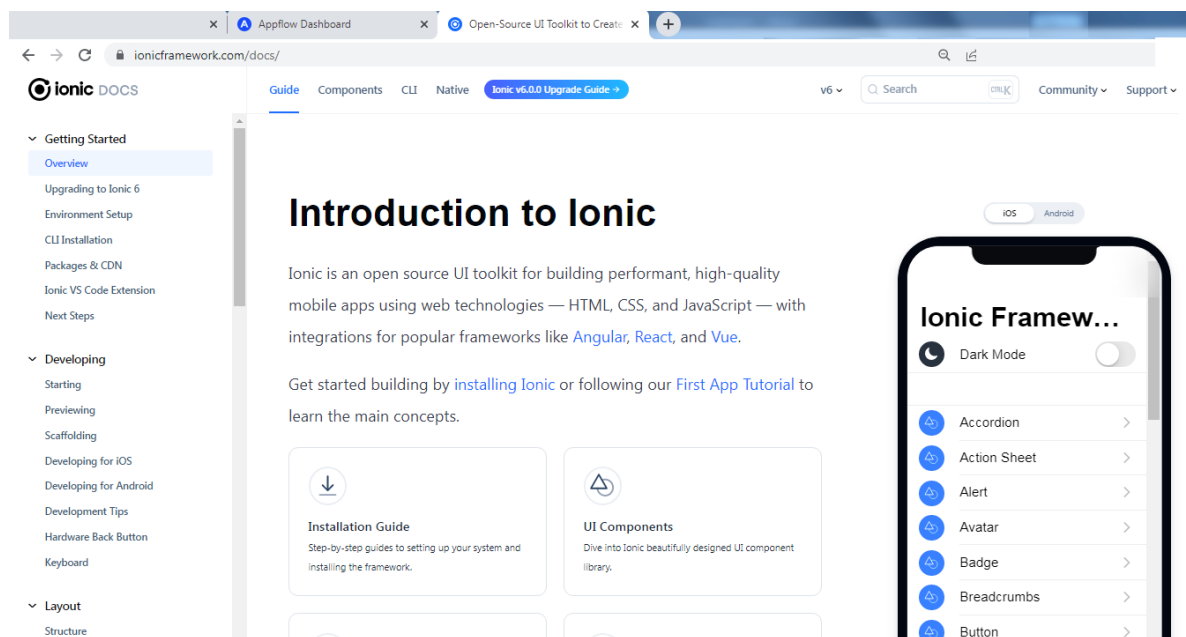 Appflow Dashboard
Open-Source UI Toolkit to Create
ionicframework.com/docs/
ionic DOCS
Guide Components CLI Native Ionic v6.0.0 Upgrade Guide → v6 Search CTRL K Community Support
Getting Started
Overview
Upgrading to Ionic 6
Environment Setup
CLI Installation
Packages & CDN
Ionic VS Code Extension
Next Steps
Developing
Starting
Previewing
Scaffolding
Developing for iOS
Developing for Android
Development Tips
Hardware Back Button
Keyboard
Layout
Structure
Introduction to Ionic
Ionic is an open source UI toolkit for building performant, high-quality
mobile apps using web technologies — HTML, CSS, and JavaScript — with
integrations for popular frameworks like Angular, React, and Vue.
Get started building by installing Ionic or following our First App Tutorial to
learn the main concepts.
Installation Guide
Step-by-step guides to setting up your system and
installing the framework.
UI Components
Dive into Ionic beautifully designed UI component
library.
iOS Android
Ionic Framew...
Dark Mode
Accordion
Action Sheet
Alert
Avatar
Badge
Breadcrumbs
Button